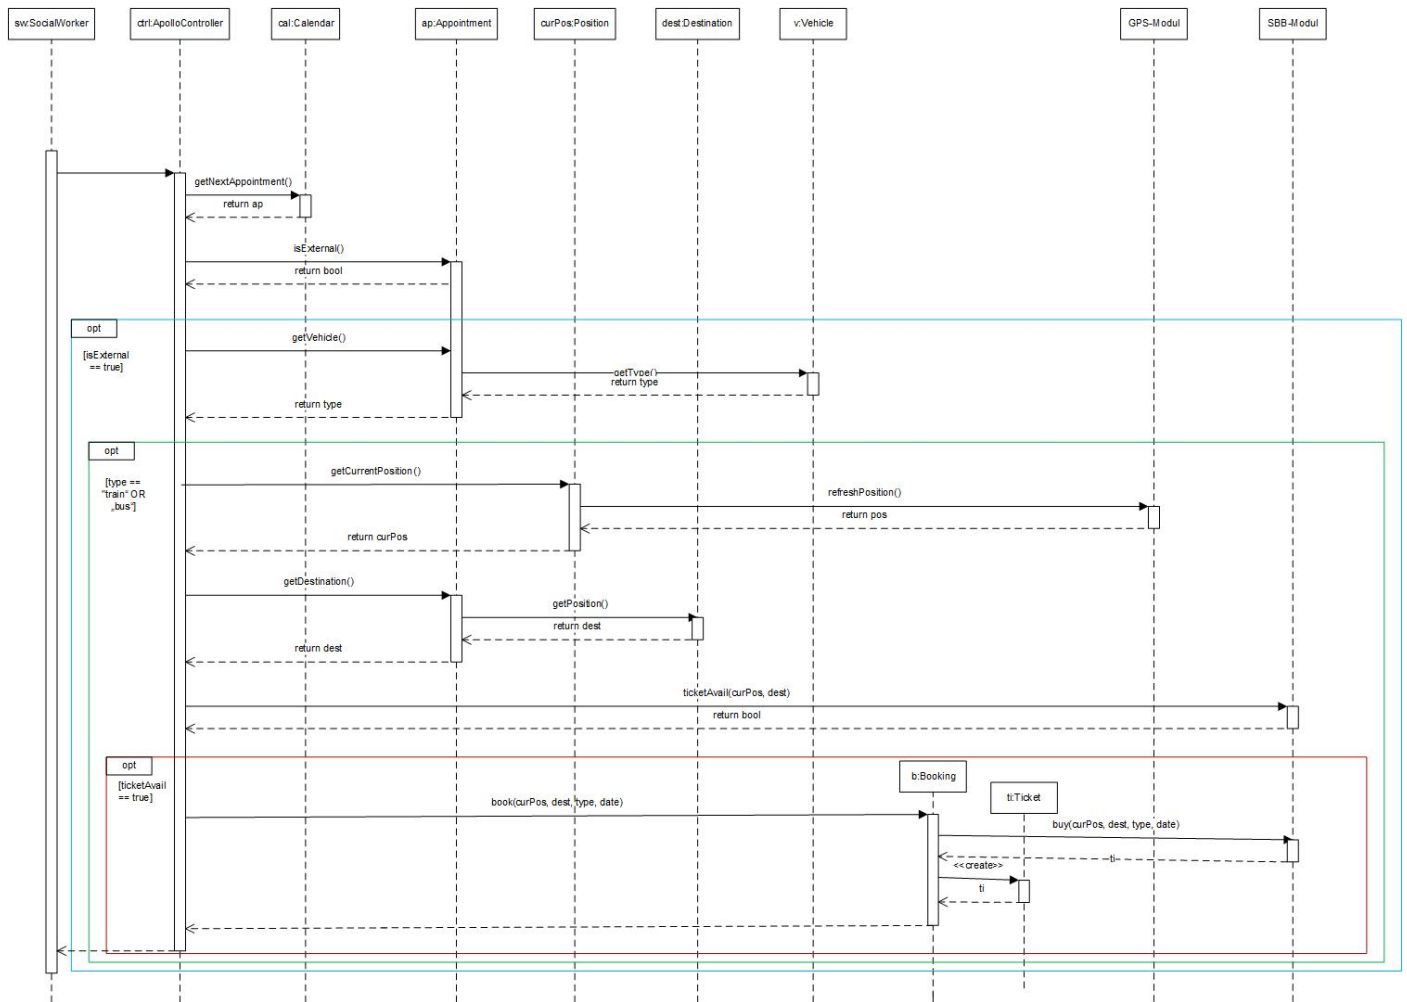 sw:SocialWorker
ctrl:ApolloController
cal:Calendar
ap:Appointment
curPos:Position
dest:Destination
v:Vehicle
GPS-Modul
SBB-Modul
getNextAppointment()
return ap
isExternal()
return bool
opt
[isExternal
== true]
getVehicle()
getType()
return type
return type
opt
[type ==
"train" OR
„bus“]
getCurrentPosition()
refreshPosition()
return pos
return curPos
getDestination()
getPosition()
return dest
return dest
ticketAvail(curPos, dest)
return bool
opt
[ticketAvail
== true]
b:Booking
ti:Ticket
book(curPos, dest, type, date)
buy(curPos, dest, type, date)
ti
<<create>>
ti